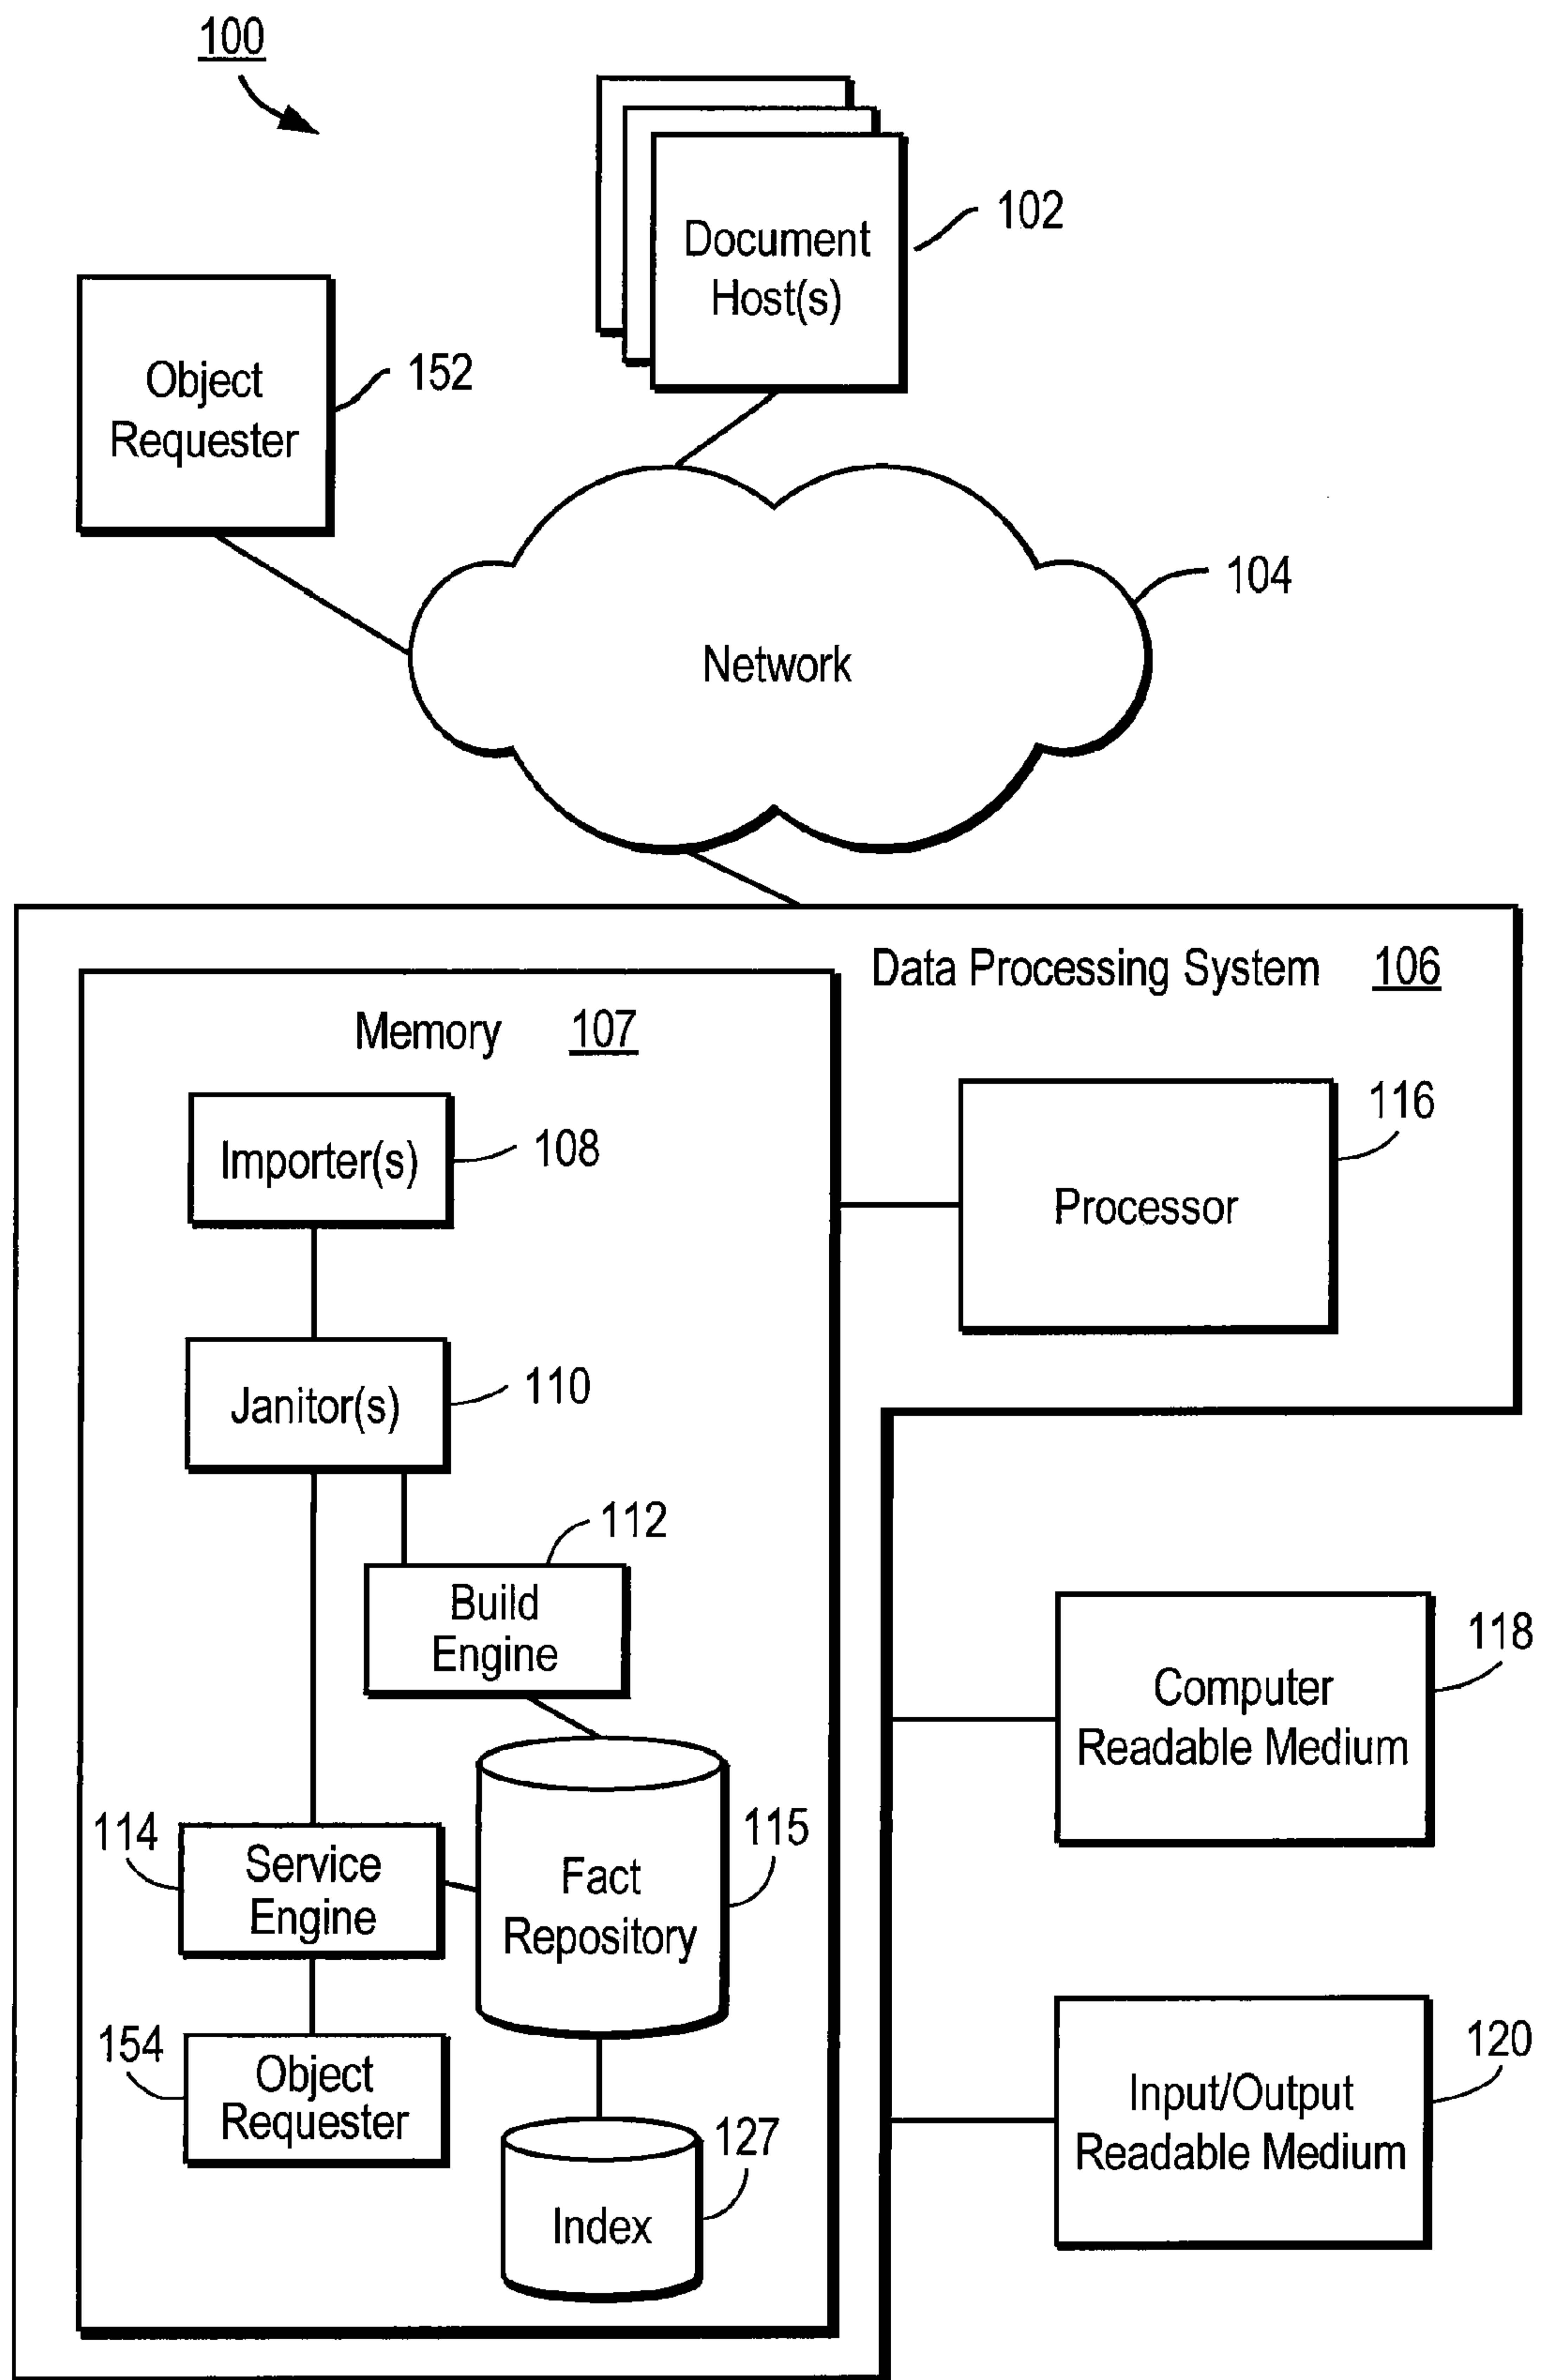 100
Document
Host(s)
102
Object
Requester
152
Network
104
Data Processing System 106
Memory 107
Importer(s)
108
Processor
116
Janitor(s)
110
Build
Engine
112
Computer
Readable Medium
118
Service
Engine
114
Fact
Repository
115
Object
Requester
154
Index
127
Input/Output
Readable Medium
120